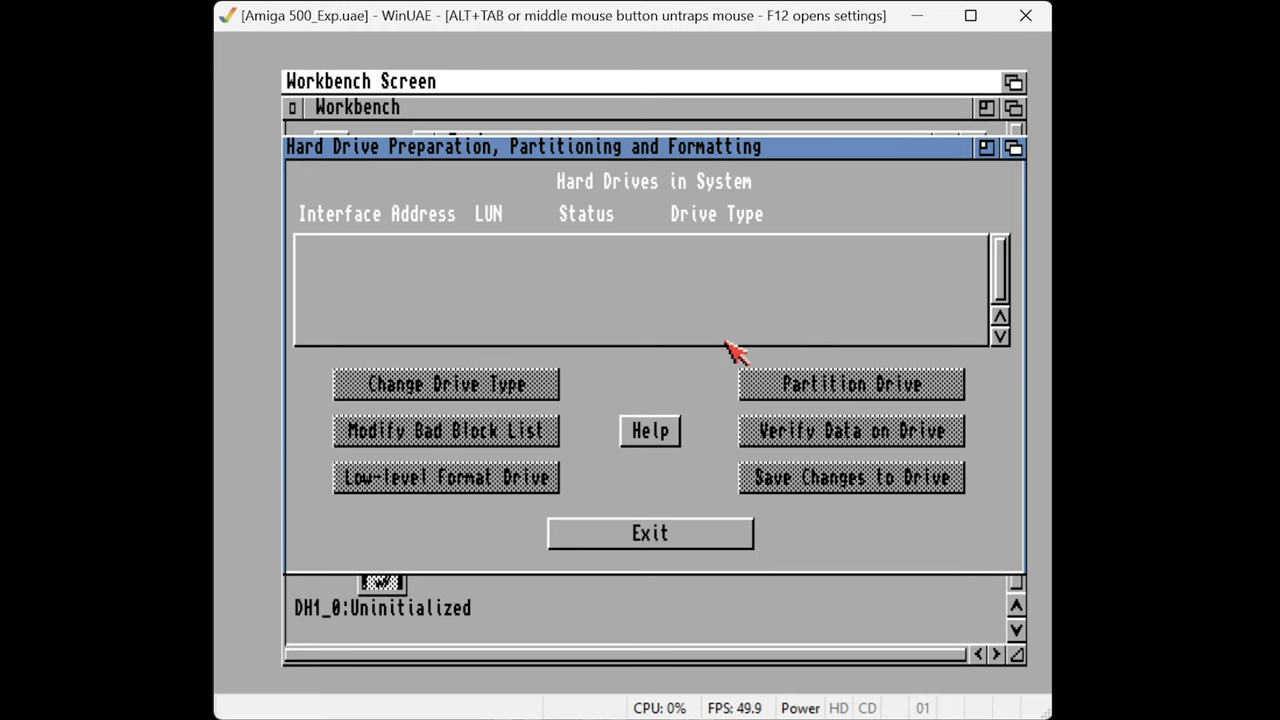 [Amiga 500_Exp.uae] - WinUAE - [ALT+TAB or middle mouse button untraps mouse - F12 opens settings]
Workbench Screen
Workbench
Hard Drive Preparation, Partitioning and Formatting
Hard Drives in System
Interface Address LUN Status Drive Type
Change Drive Type Partition Drive
Modify Bad Block List Help Verify Data on Drive
Low-level Format Drive Save Changes to Drive
Exit
DH1_0:Uninitialized
CPU: 0% FPS: 49.9 Power HD CD 01